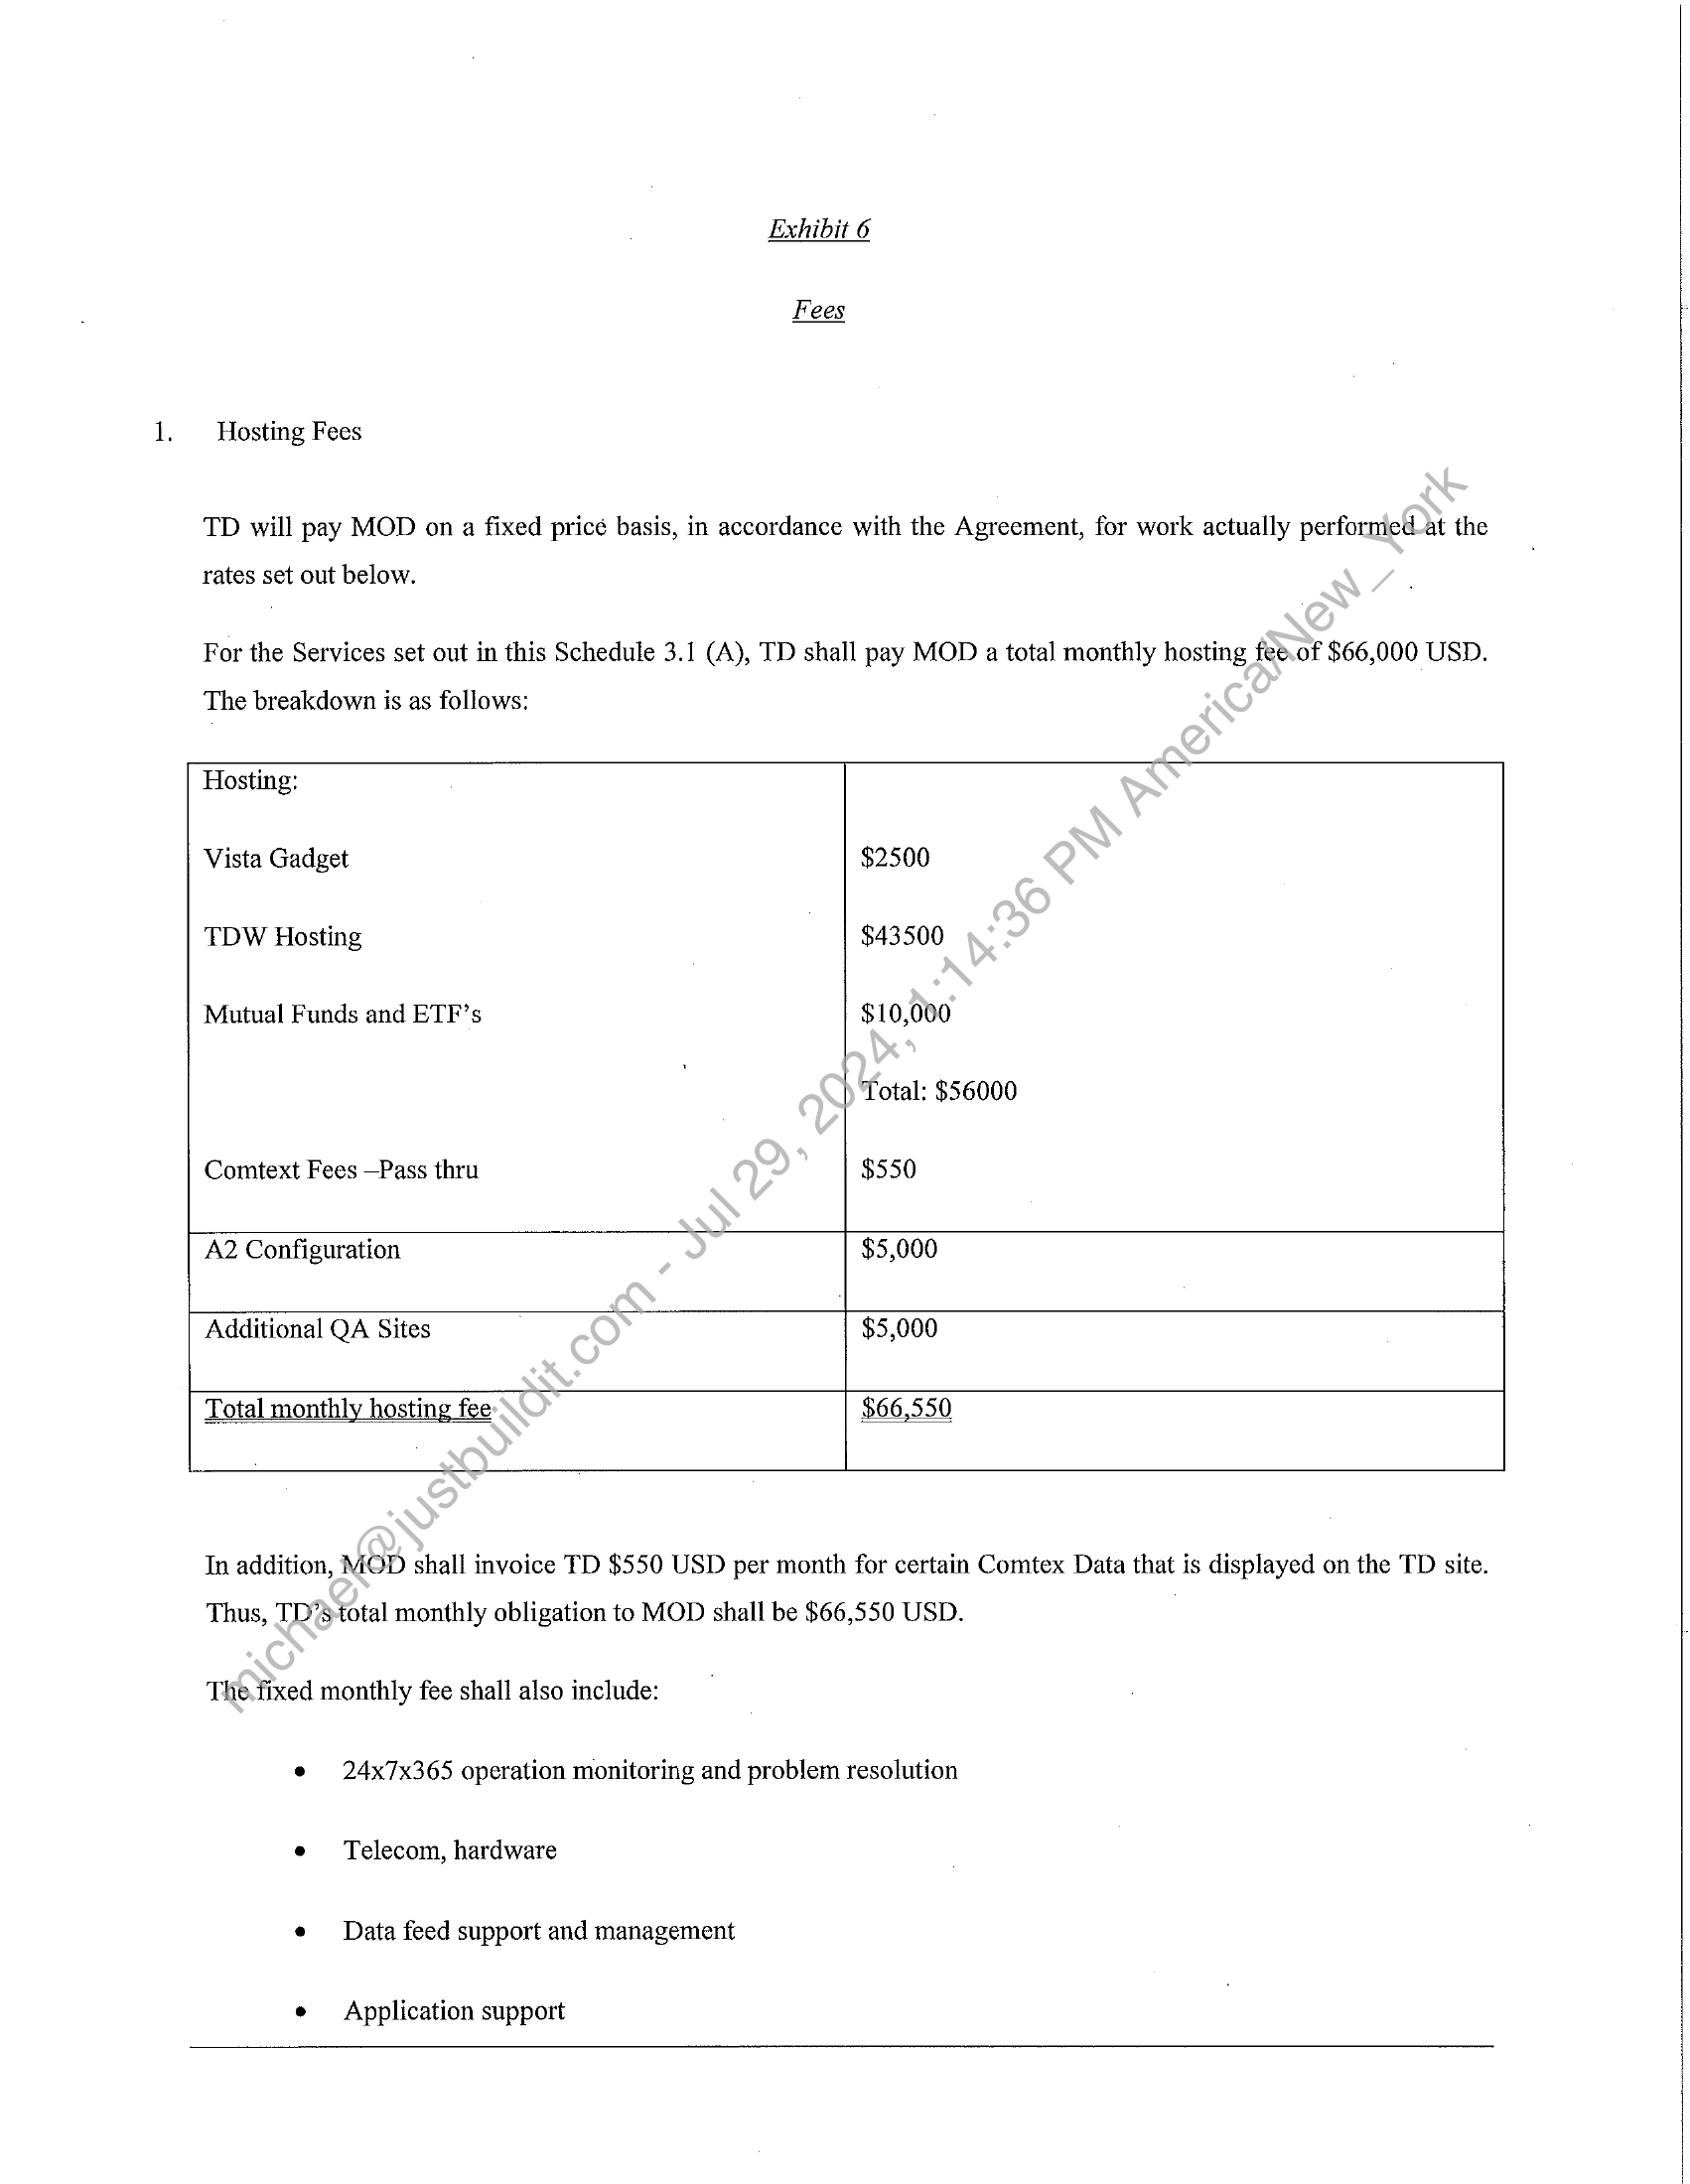 Exhibit 6
Fees
1. Hosting Fees
TD will pay MOD on a fixed price basis, in accordance with the Agreement, for work actually performed at the
rates set out below.
For the Services set out in this Schedule 3.1 (A), TD shall pay MOD a total monthly hosting fee of $66,000 USD.
The breakdown is as follows:
Hosting:
Vista Gadget $2500
TDW Hosting $43500
Mutual Funds and ETF's $10,000
Total: $56000
Comtext Fees –Pass thru $550
A2 Configuration $5,000
Additional QA Sites $5,000
Total monthly hosting fee $66,550
In addition, MOD shall invoice TD $550 USD per month for certain Comtex Data that is displayed on the TD site.
Thus, TD's total monthly obligation to MOD shall be $66,550 USD.
The fixed monthly fee shall also include:
• 24x7x365 operation monitoring and problem resolution
• Telecom, hardware
• Data feed support and management
• Application support
michael@justbuildit.com - Jul 29, 2024, 1:14:36 PM America/New_York